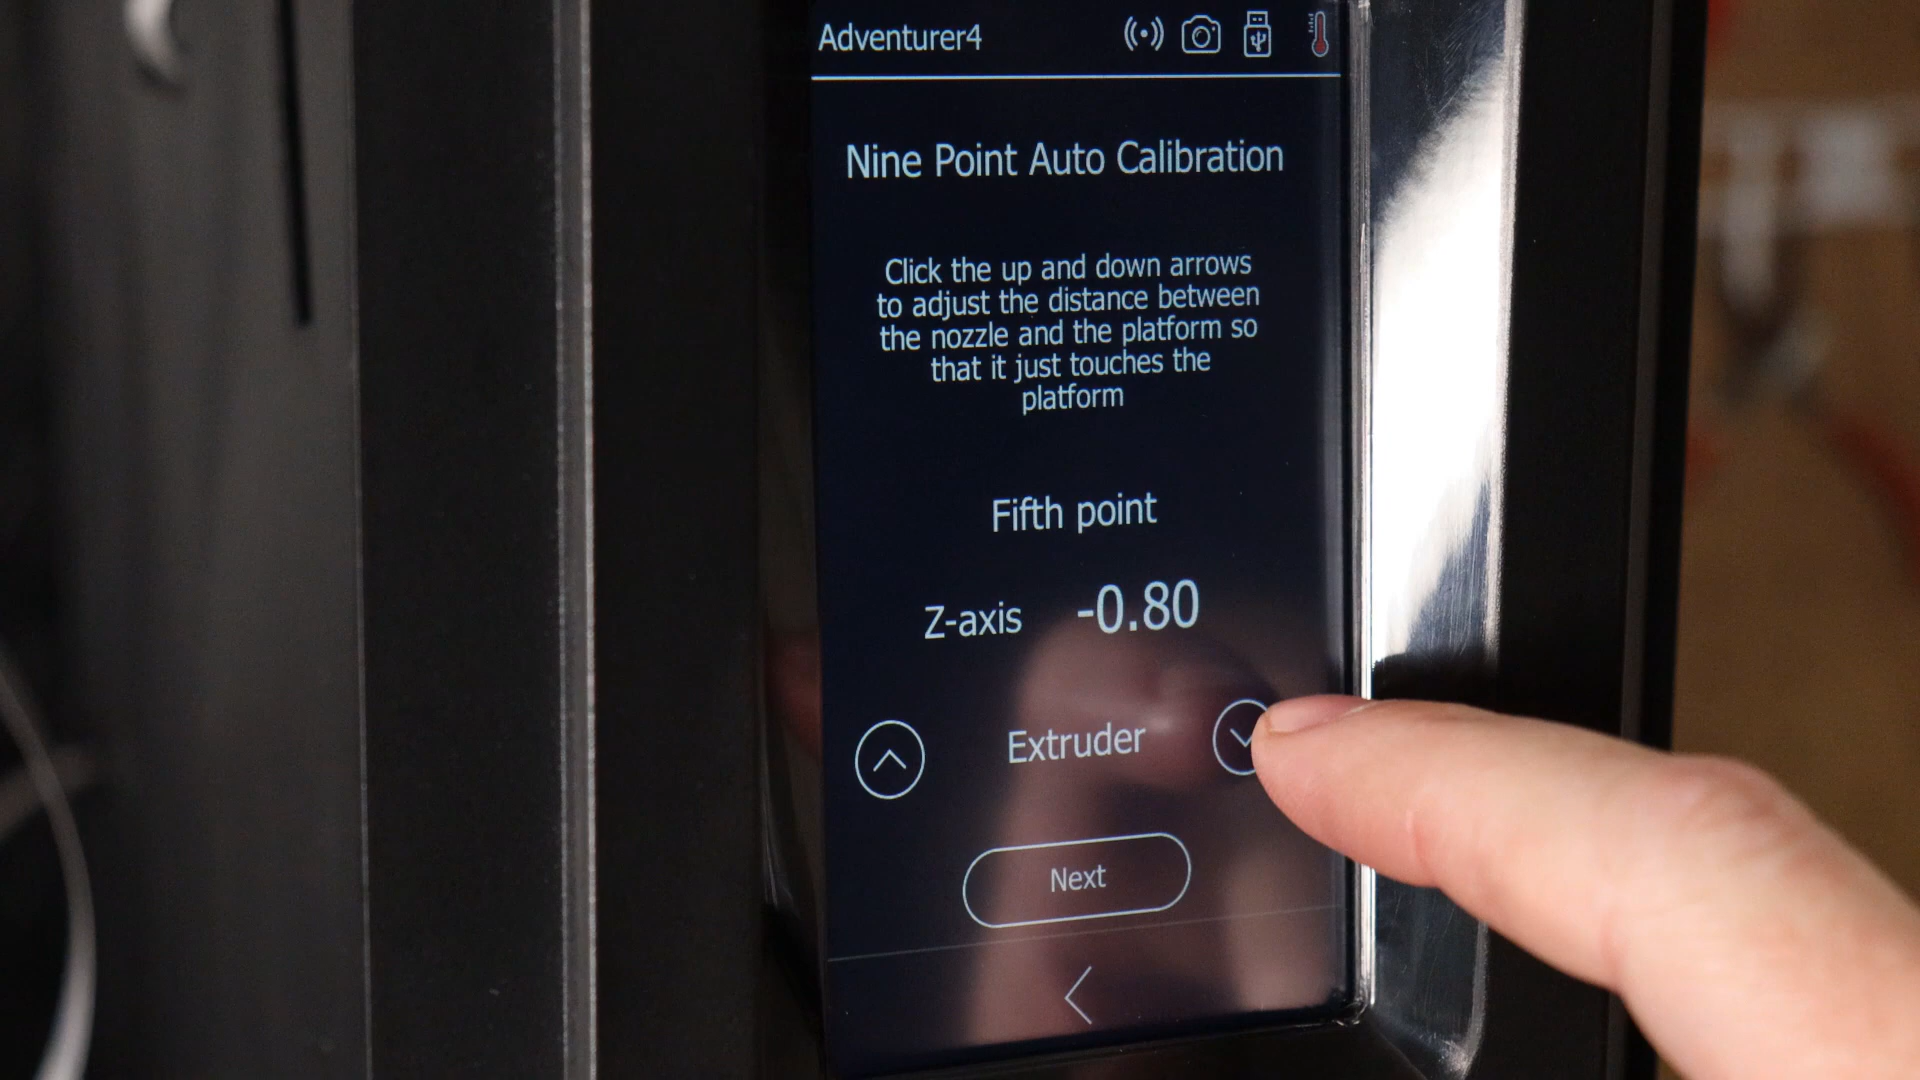 Adventurer4
Nine Point Auto Calibration
Click the up and down arrows
to adjust the distance between
the nozzle and the platform so
that it just touches the
platform
Fifth point
Z-axis -0.80
Extruder
Next